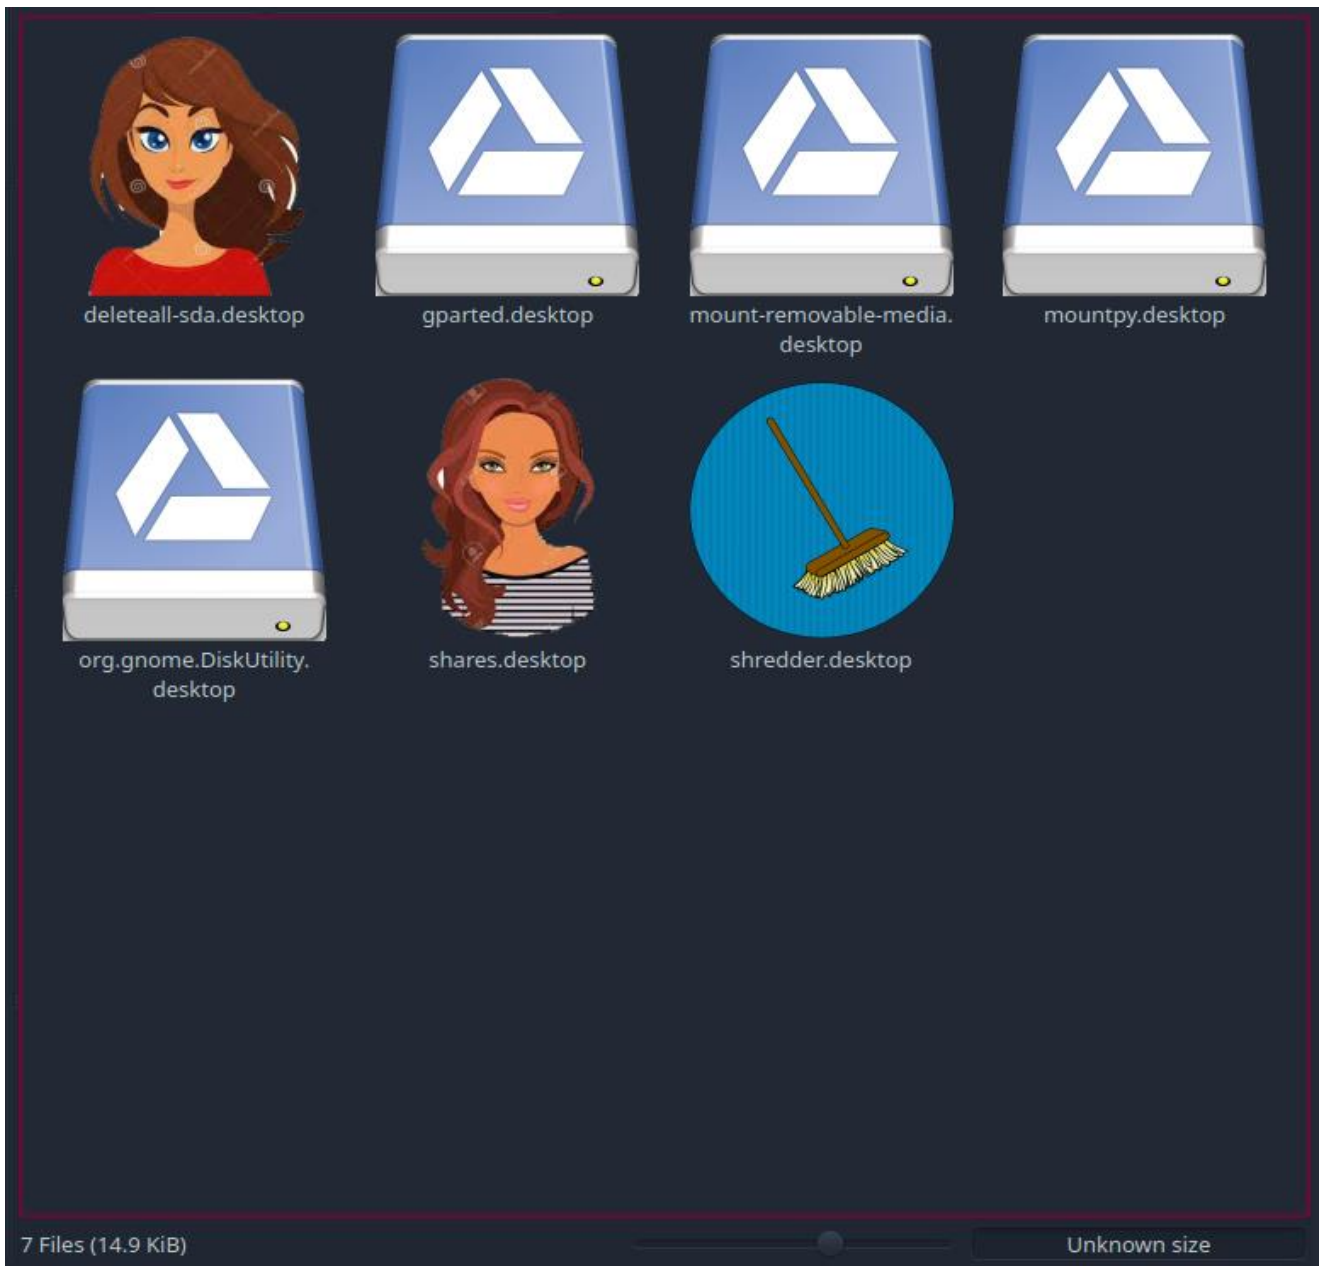 deleteall-sda.desktop
gparted.desktop
mount-removable-media.
desktop
mountpy.desktop
org.gnome.DiskUtility.
desktop
shares.desktop
shredder.desktop
7 Files (14.9 KiB)
Unknown size